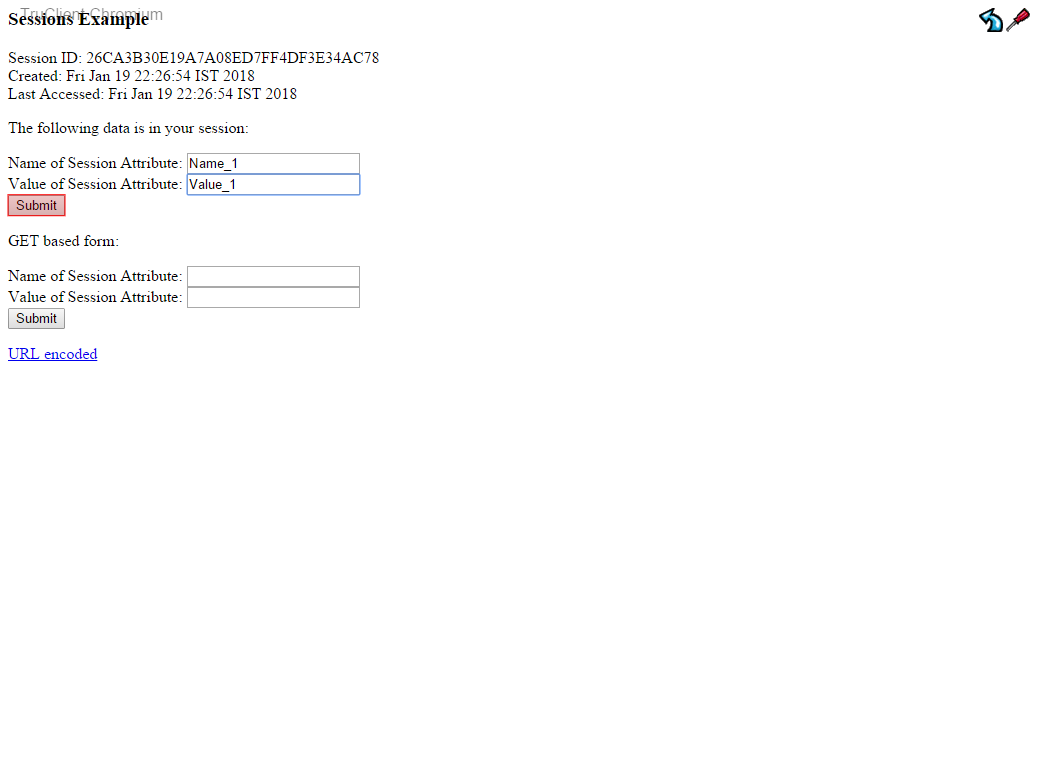 TruClient-Chromium
Sessions Example
Session ID: 26CA3B30E19A7A08ED7FF4DF3E34AC78
Created: Fri Jan 19 22:26:54 IST 2018
Last Accessed: Fri Jan 19 22:26:54 IST 2018
The following data is in your session:
Name of Session Attribute: Name_1
Value of Session Attribute: Value_1
Submit
GET based form:
Name of Session Attribute:
Value of Session Attribute:
Submit
URL encoded